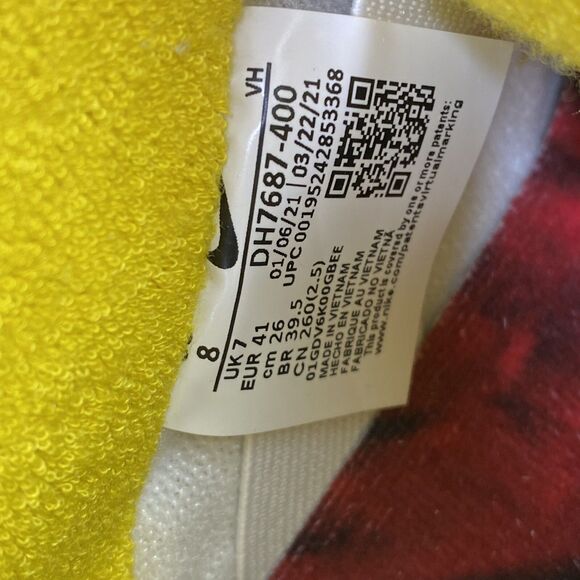 VH
DH7687-400
01/06/21 | 03/22/21
UPC 00195242853368
8
UK 7
EUR 41
cm 26
BR 39.5
CN 260(2.5)
01GDV6K00GBEE
MADE IN VIETNAM
HECHO EN VIETNAM
FABRIQUE AU VIETNAM
FABRICADO NO VIETNÃ
This product is covered by one or more patents:
www.nike.com/patentsvirtualmarking